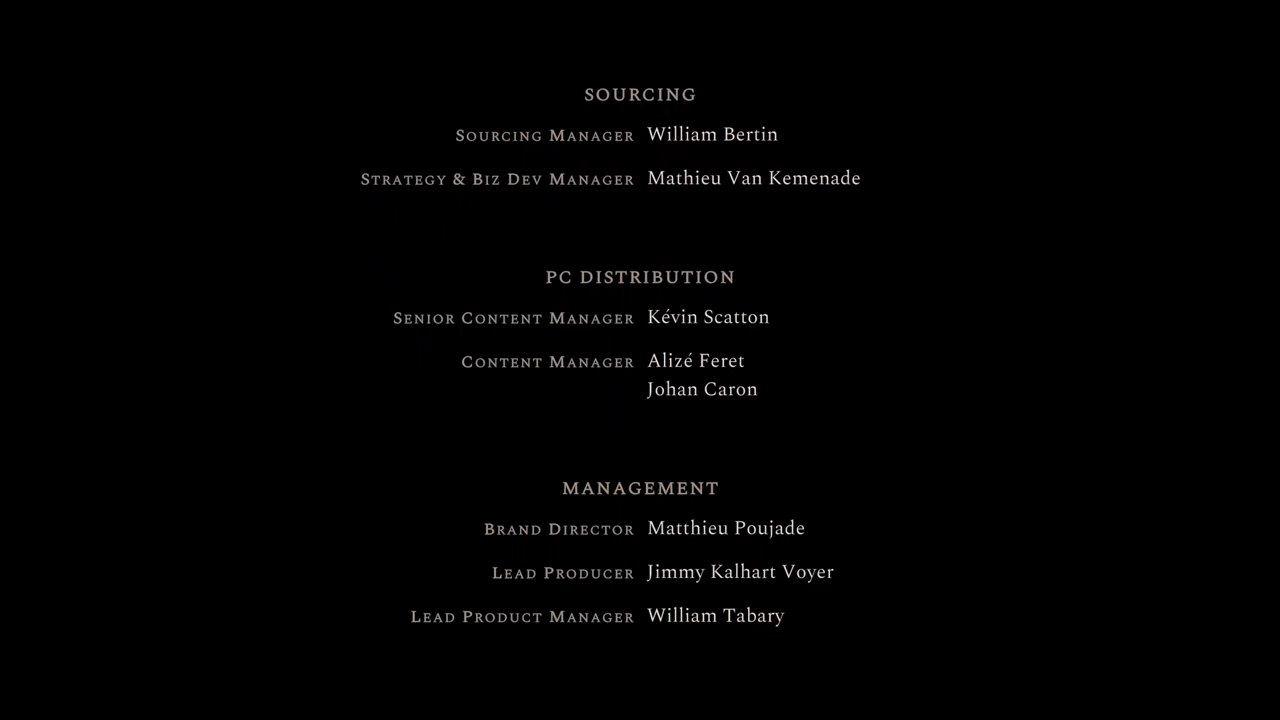 SOURCING
Sourcing Manager William Bertin
Strategy & Biz Dev Manager Mathieu Van Kemenade
PC DISTRIBUTION
Senior Content Manager Kévin Scatton
Content Manager Alizé Feret
Johan Caron
MANAGEMENT
Brand Director Matthieu Poujade
Lead Producer Jimmy Kalhart Voyer
Lead Product Manager William Tabary